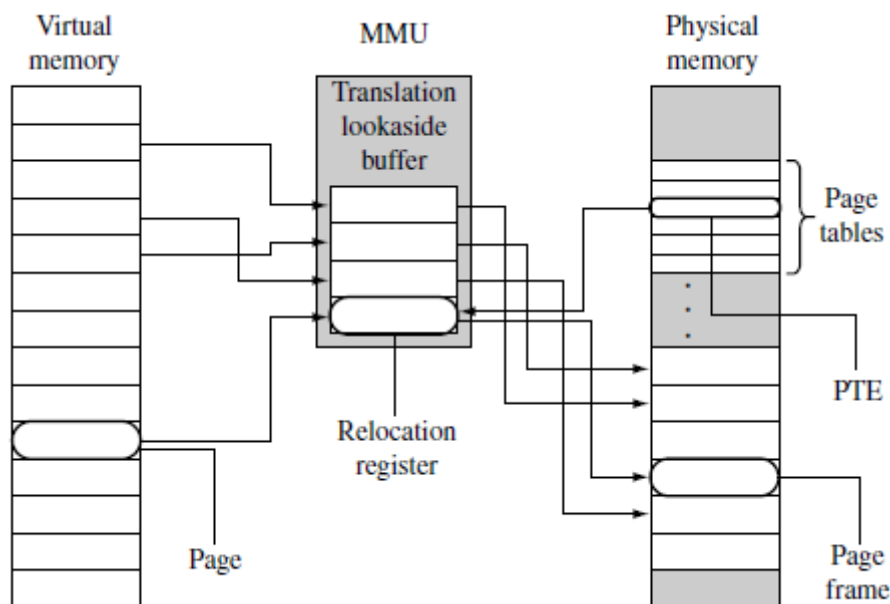 Virtual
memory
MMU
Physical
memory
Translation
lookaside
buffer
Page
tables
PTE
Relocation
register
Page
Page
frame